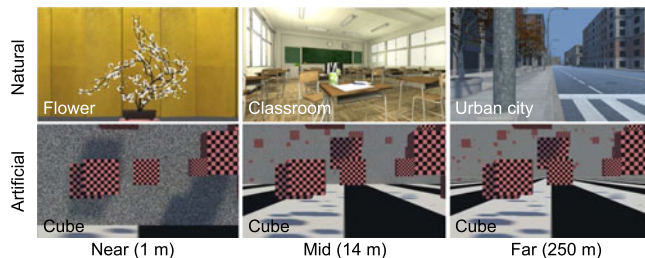 Natural
Flower
Classroom
Urban city
Artificial
Cube
Cube
Cube
Near (1 m)
Mid (14 m)
Far (250 m)